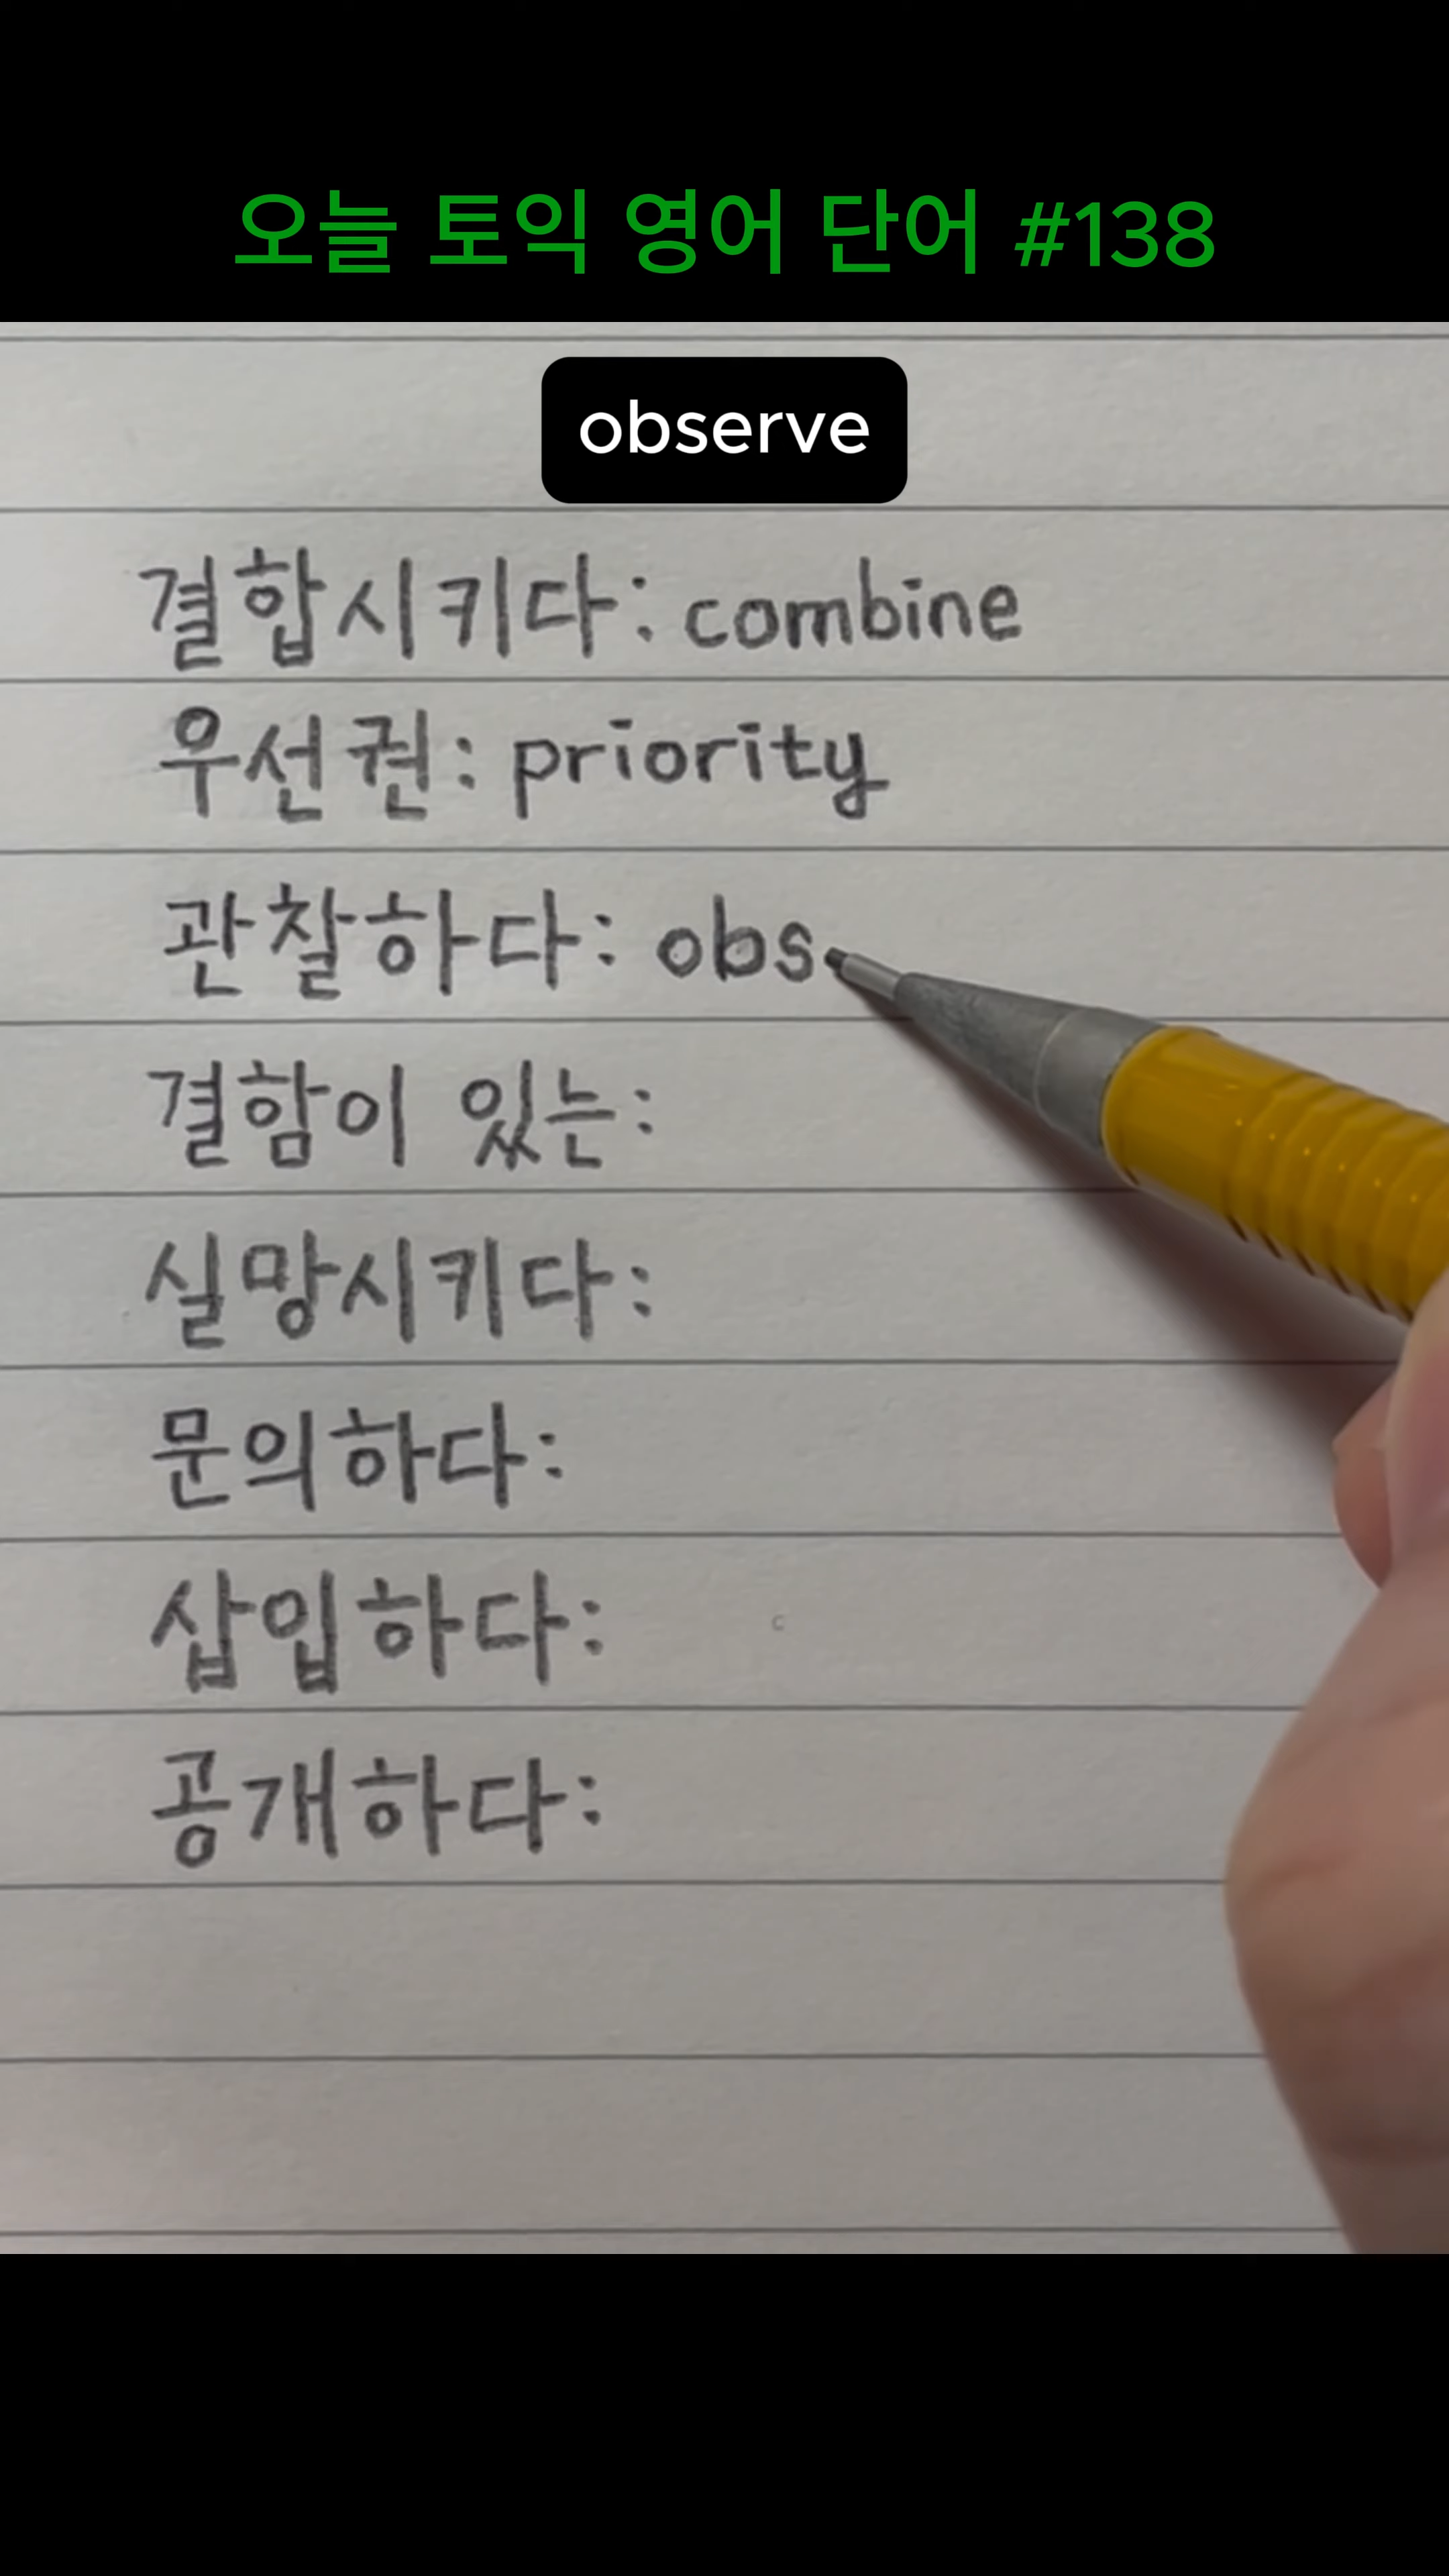 오늘 토익 영어 단어 #138
observe
결합시키다: combine
우선권: priority
관찰하다: obs
결함이 있는:
실망시키다:
문의하다:
삽입하다:
공개하다: